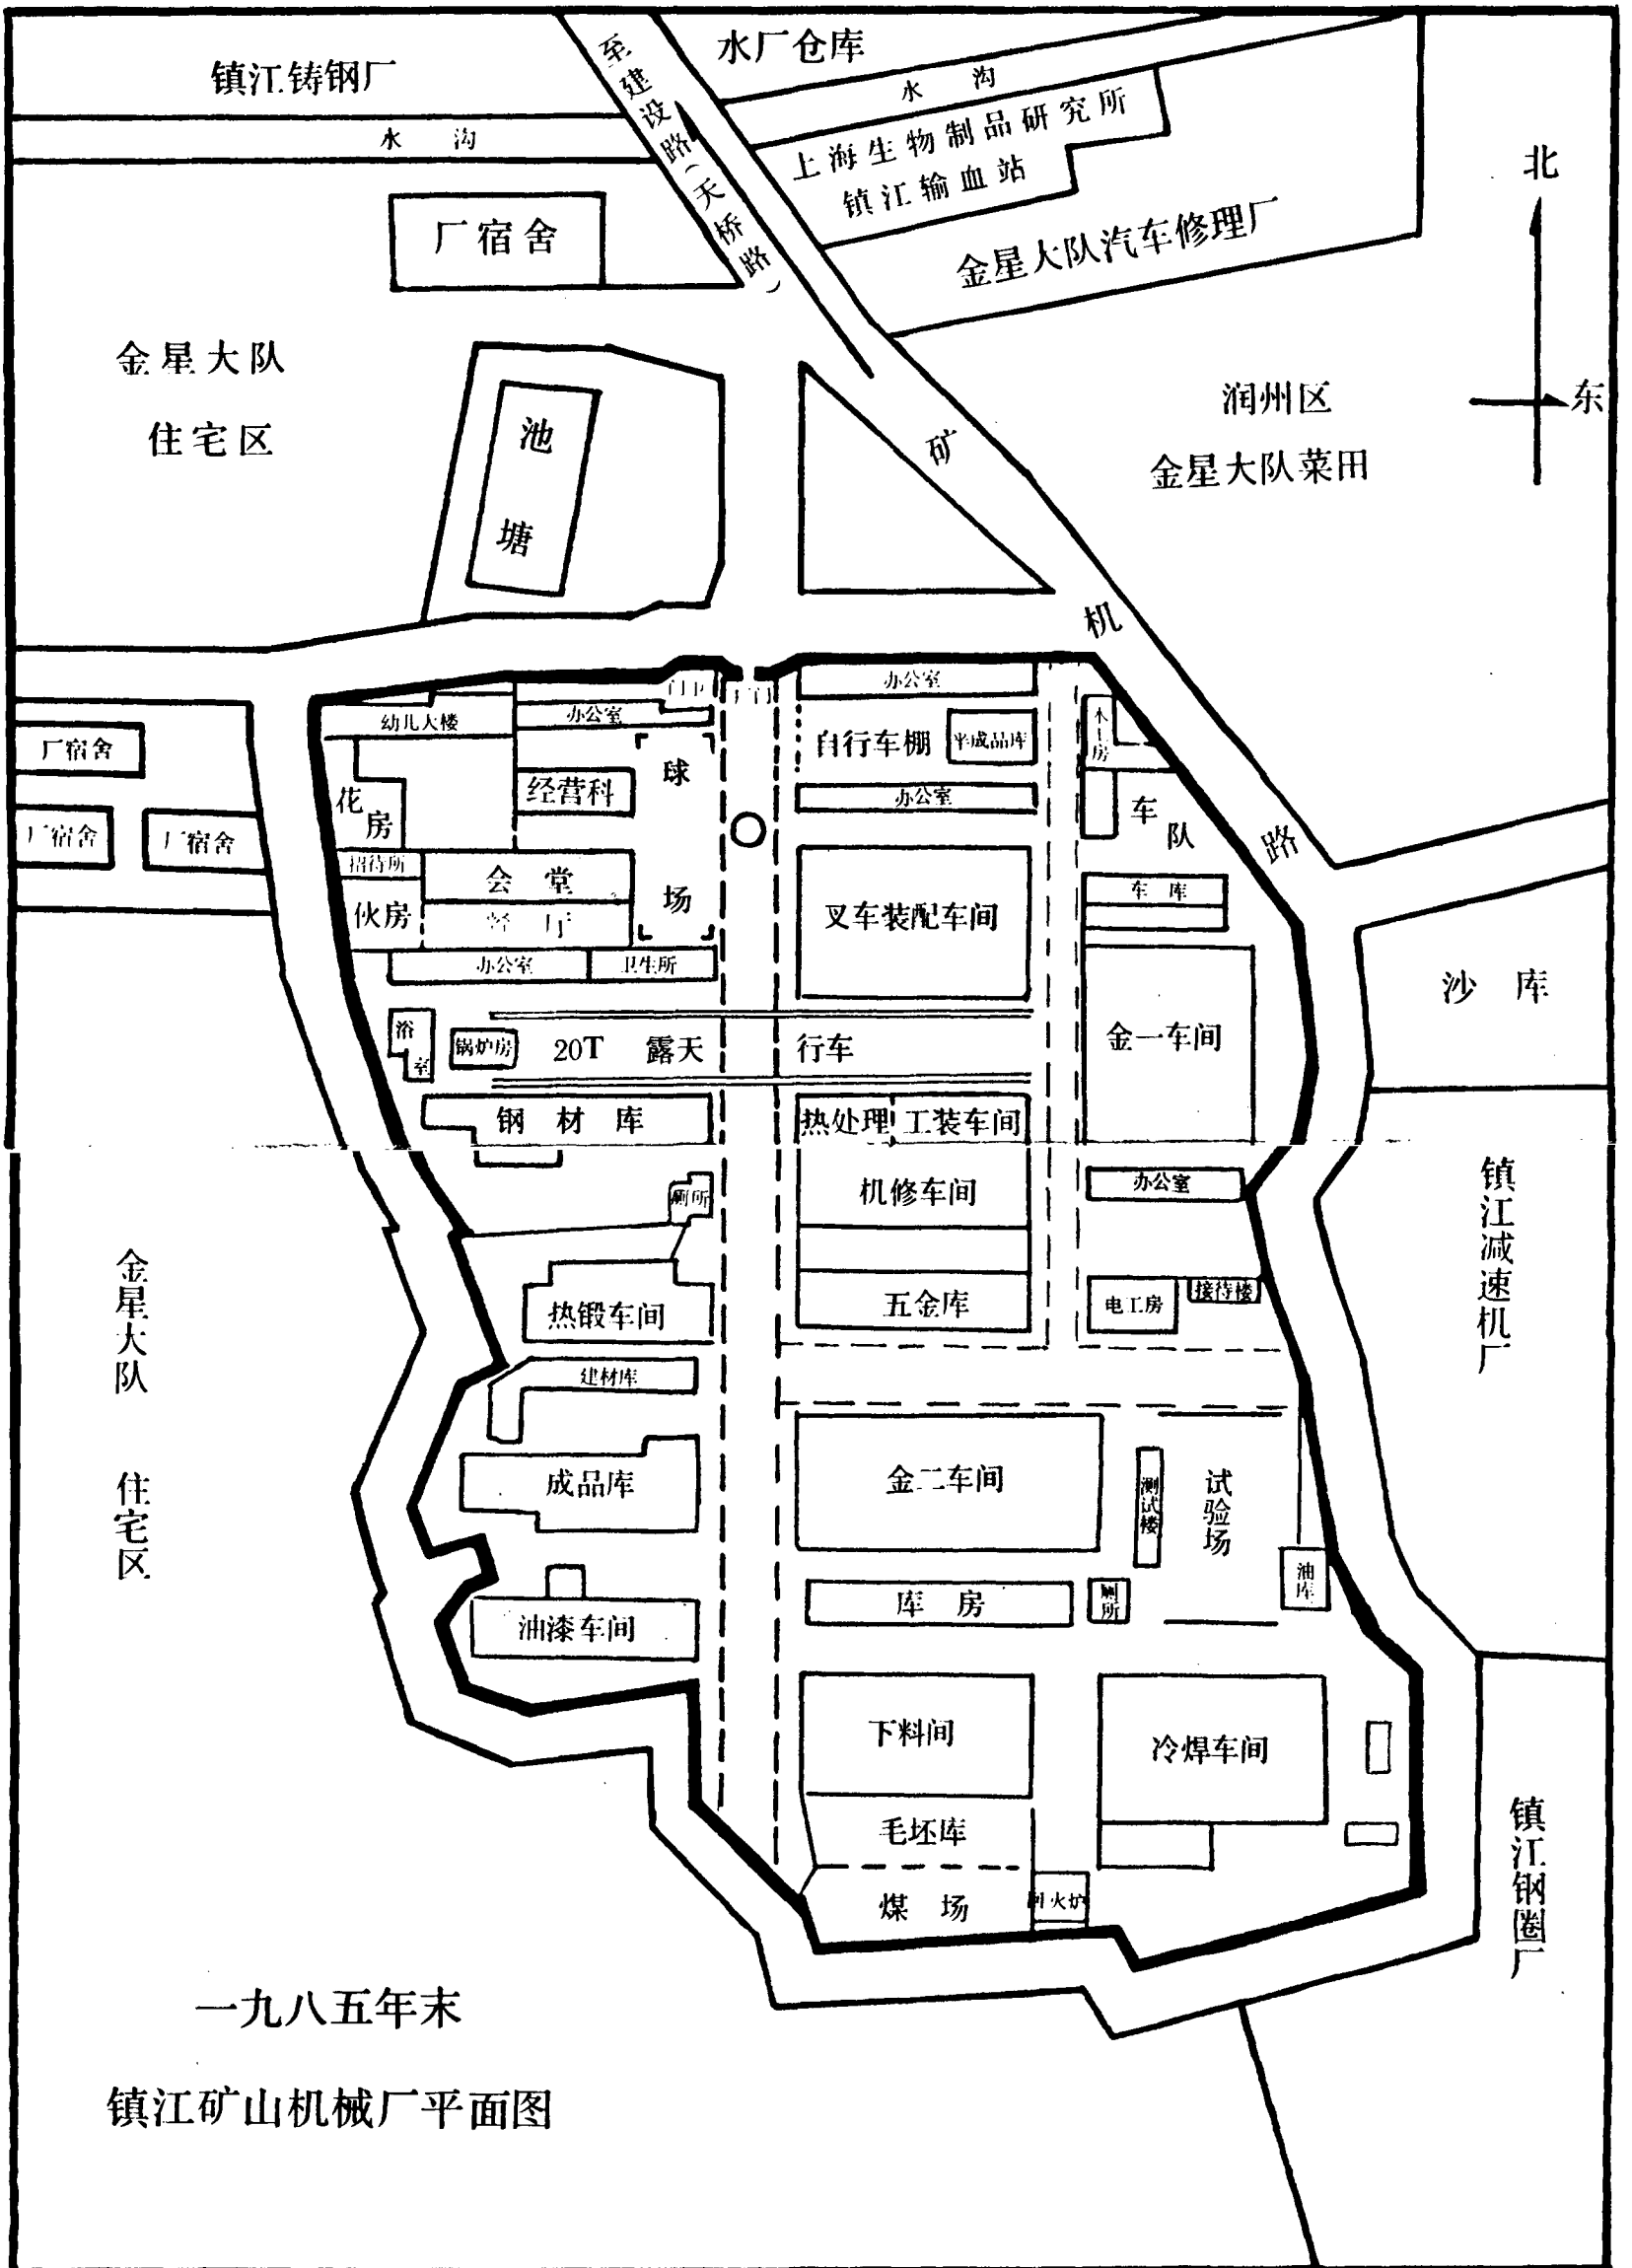 水厂仓库
镇江铸钢厂
水沟
水沟
至建设路（天桥路）
上海生物制品研究所
镇江输血站
金星大队汽车修理厂
北
东
厂宿舍
金星大队
住宅区
池塘
润州区
金星大队菜田
矿机路
门卫
厂门
办公室
幼儿大楼
办公室
自行车棚
半成品库
厂宿舍
经营科
球场
办公室
花房
车队
厂宿舍
厂宿舍
招待所
会堂
车库
伙房
餐厅
叉车装配车间
办公室
卫生所
沙库
浴室
锅炉房
20T 露天 行车
金一车间
钢材库
热处理
工装车间
厕所
机修车间
办公室
镇江减速机厂
金星大队
住宅区
热锻车间
五金库
电工房
接待楼
建材库
成品库
金二车间
测试楼
试验场
油库
油漆车间
库房
厕所
下料间
冷焊车间
毛坯库
煤场
火炉
镇江钢圈厂
一九八五年末
镇江矿山机械厂平面图